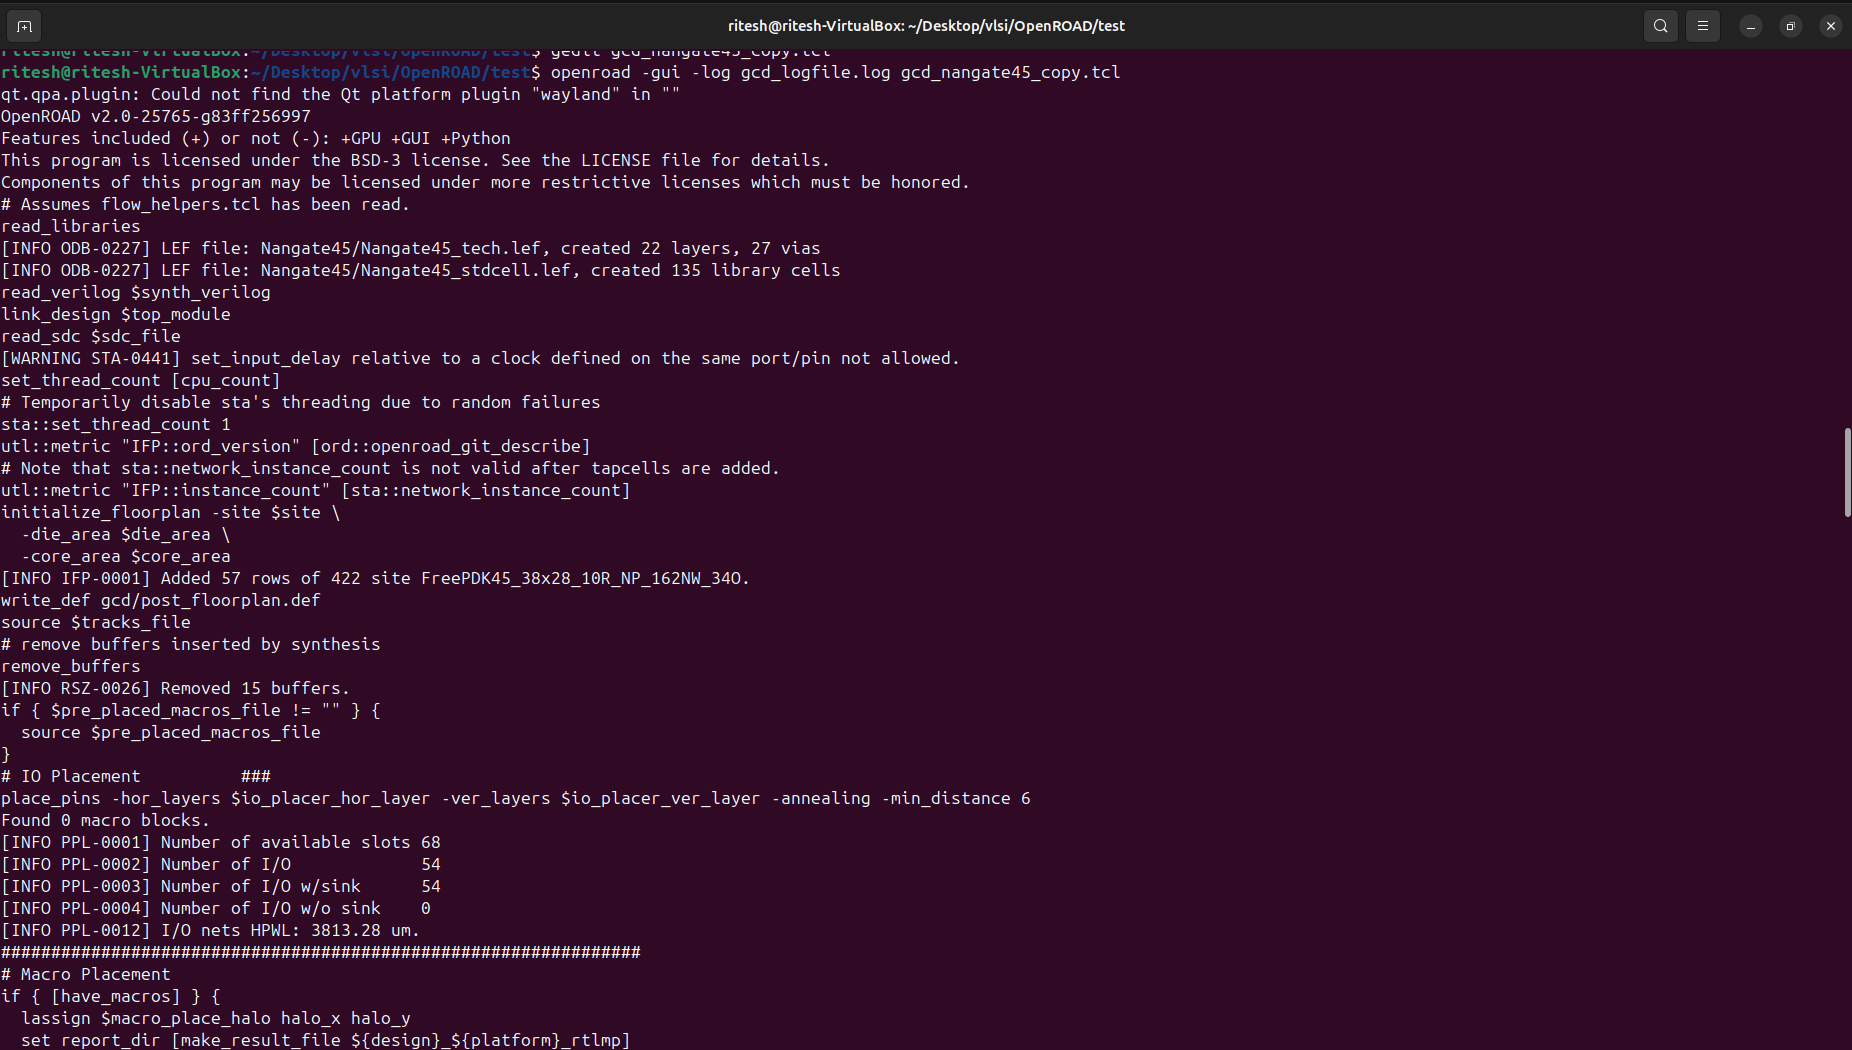 ritesh@ritesh-VirtualBox: ~/Desktop/vlsi/OpenROAD/test
ritesh@ritesh-VirtualBox:~/Desktop/vlsi/OpenROAD/test$ gedit gcd_nangate45_copy.tcl
ritesh@ritesh-VirtualBox:~/Desktop/vlsi/OpenROAD/test$ openroad -gui -log gcd_logfile.log gcd_nangate45_copy.tcl
qt.qpa.plugin: Could not find the Qt platform plugin "wayland" in ""
OpenROAD v2.0-25765-g83ff256997
Features included (+) or not (-): +GPU +GUI +Python
This program is licensed under the BSD-3 license. See the LICENSE file for details.
Components of this program may be licensed under more restrictive licenses which must be honored.
# Assumes flow_helpers.tcl has been read.
read_libraries
[INFO ODB-0227] LEF file: Nangate45/Nangate45_tech.lef, created 22 layers, 27 vias
[INFO ODB-0227] LEF file: Nangate45/Nangate45_stdcell.lef, created 135 library cells
read_verilog $synth_verilog
link_design $top_module
read_sdc $sdc_file
[WARNING STA-0441] set_input_delay relative to a clock defined on the same port/pin not allowed.
set_thread_count [cpu_count]
# Temporarily disable sta's threading due to random failures
sta::set_thread_count 1
utl::metric "IFP::ord_version" [ord::openroad_git_describe]
# Note that sta::network_instance_count is not valid after tapcells are added.
utl::metric "IFP::instance_count" [sta::network_instance_count]
initialize_floorplan -site $site \
  -die_area $die_area \
  -core_area $core_area
[INFO IFP-0001] Added 57 rows of 422 site FreePDK45_38x28_10R_NP_162NW_34O.
write_def gcd/post_floorplan.def
source $tracks_file
# remove buffers inserted by synthesis
remove_buffers
[INFO RSZ-0026] Removed 15 buffers.
if { $pre_placed_macros_file != "" } {
  source $pre_placed_macros_file
}
# IO Placement          ###
place_pins -hor_layers $io_placer_hor_layer -ver_layers $io_placer_ver_layer -annealing -min_distance 6
Found 0 macro blocks.
[INFO PPL-0001] Number of available slots 68
[INFO PPL-0002] Number of I/O             54
[INFO PPL-0003] Number of I/O w/sink      54
[INFO PPL-0004] Number of I/O w/o sink    0
[INFO PPL-0012] I/O nets HPWL: 3813.28 um.
################################################################
# Macro Placement
if { [have_macros] } {
  lassign $macro_place_halo halo_x halo_y
  set report_dir [make_result_file ${design}_${platform}_rtlmp]